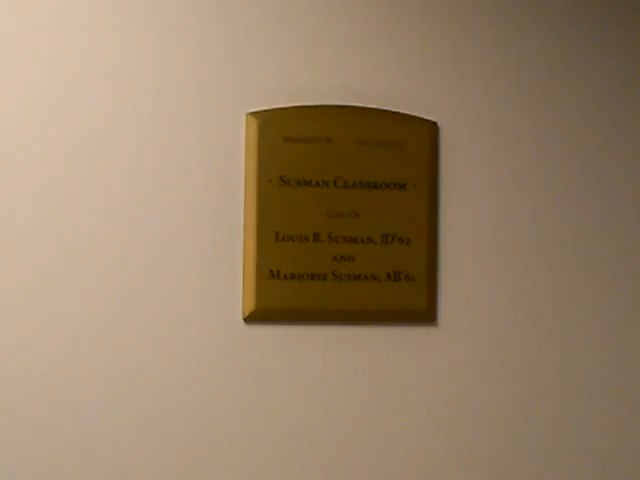 · Susman Classroom ·
Gift of
Louis B. Susman, JD'62
and
Marjorie Susman, AB'61